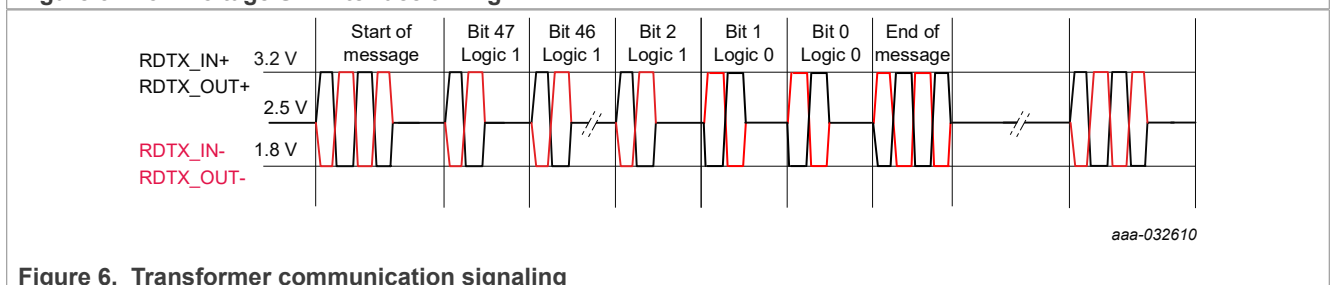 Start of message
Bit 47 Logic 1
Bit 46 Logic 1
Bit 2 Logic 1
Bit 1 Logic 0
Bit 0 Logic 0
End of message
RDTX_IN+
RDTX_OUT+
3.2 V
2.5 V
1.8 V
RDTX_IN-
RDTX_OUT-
aaa-032610
Figure 6. Transformer communication signaling